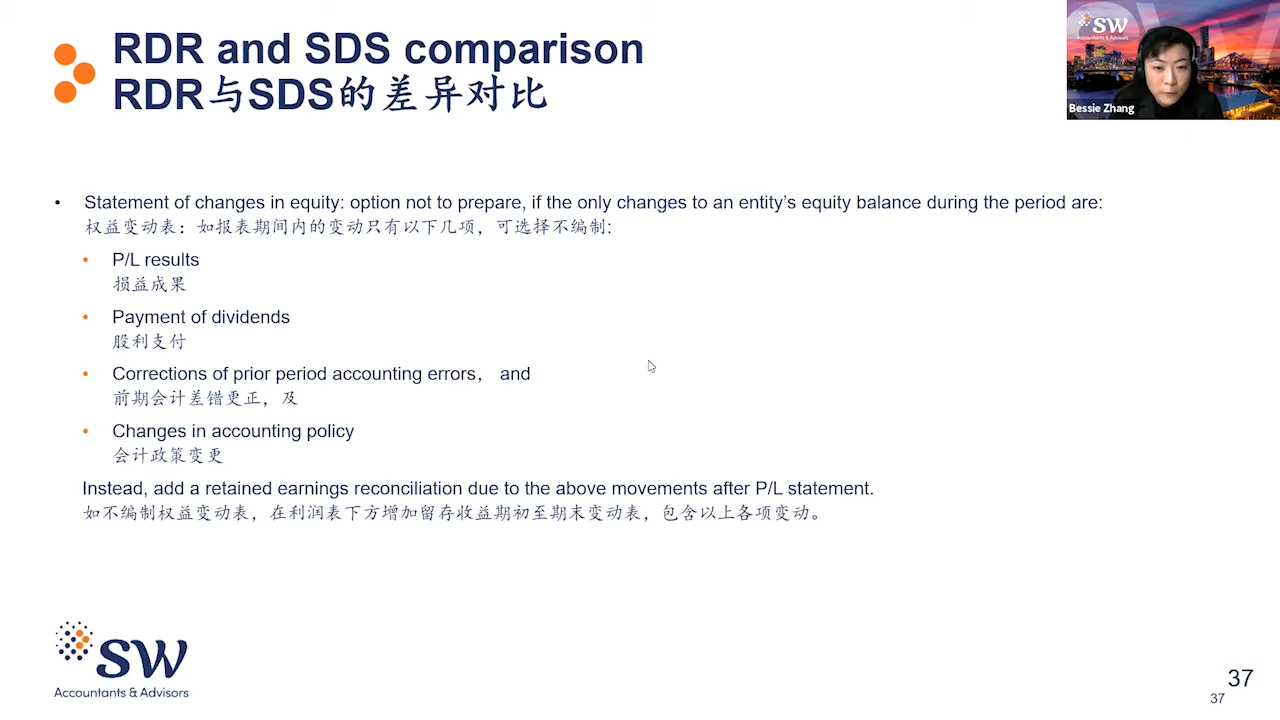 RDR and SDS comparison
RDR与SDS的差异对比
SW
Accountants & Advisors
Bessie Zhang
• Statement of changes in equity: option not to prepare, if the only changes to an entity’s equity balance during the period are:
权益变动表：如报表期间内的变动只有以下几项，可选择不编制:
• P/L results
损益成果
• Payment of dividends
股利支付
• Corrections of prior period accounting errors， and
前期会计差错更正，及
• Changes in accounting policy
会计政策变更
Instead, add a retained earnings reconciliation due to the above movements after P/L statement.
如不编制权益变动表，在利润表下方增加留存收益期初至期末变动表，包含以上各项变动。
SW
Accountants & Advisors
37
37